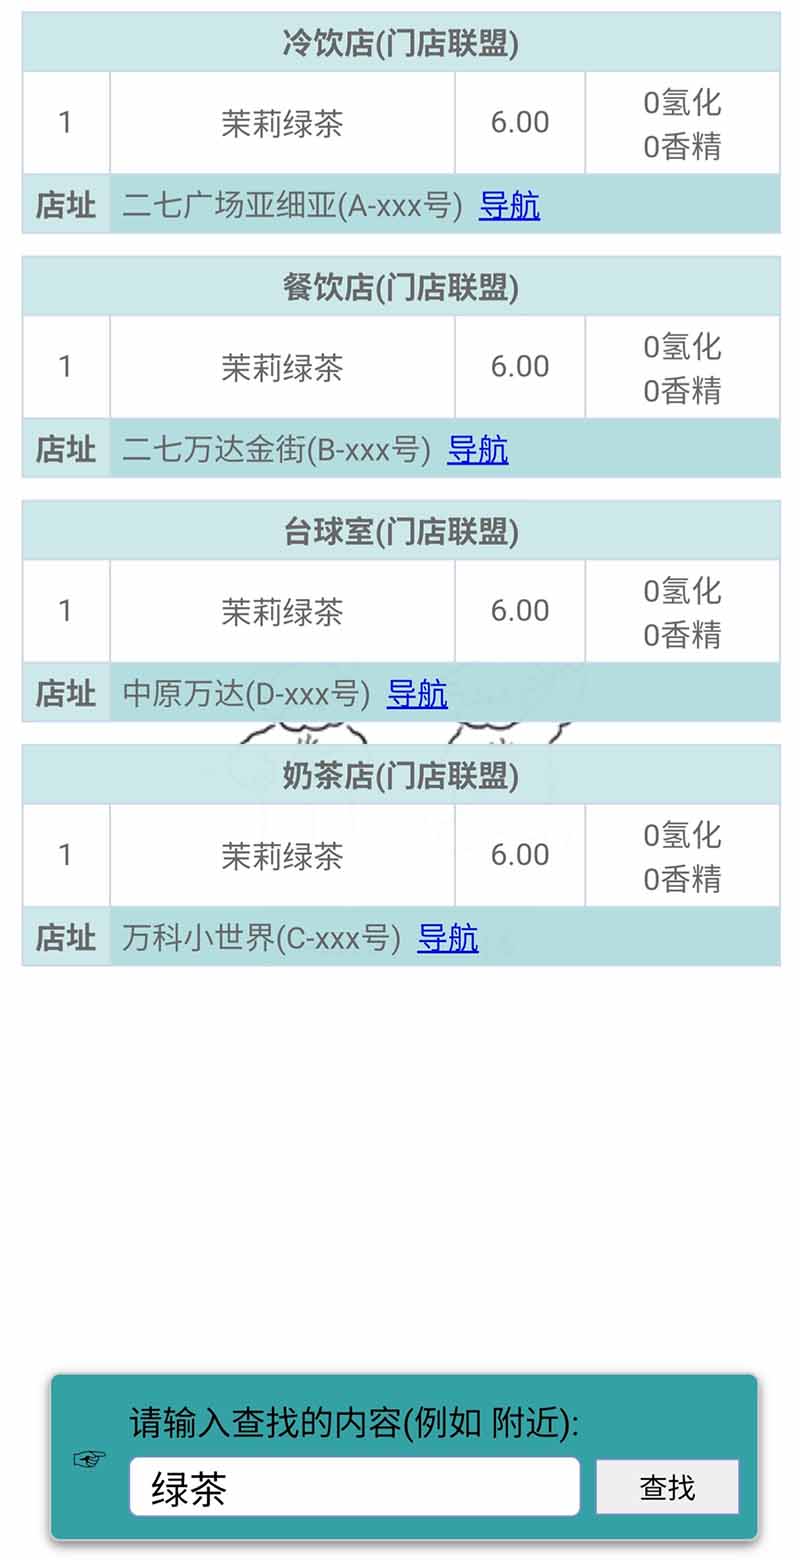 冷饮店(门店联盟)
1 茉莉绿茶 6.00 0氢化
0香精
店址 二七广场亚细亚(A-xxx号) 导航
餐饮店(门店联盟)
1 茉莉绿茶 6.00 0氢化
0香精
店址 二七万达金街(B-xxx号) 导航
台球室(门店联盟)
1 茉莉绿茶 6.00 0氢化
0香精
店址 中原万达(D-xxx号) 导航
奶茶店(门店联盟)
1 茉莉绿茶 6.00 0氢化
0香精
店址 万科小世界(C-xxx号) 导航
请输入查找的内容(例如 附近):
绿茶 查找